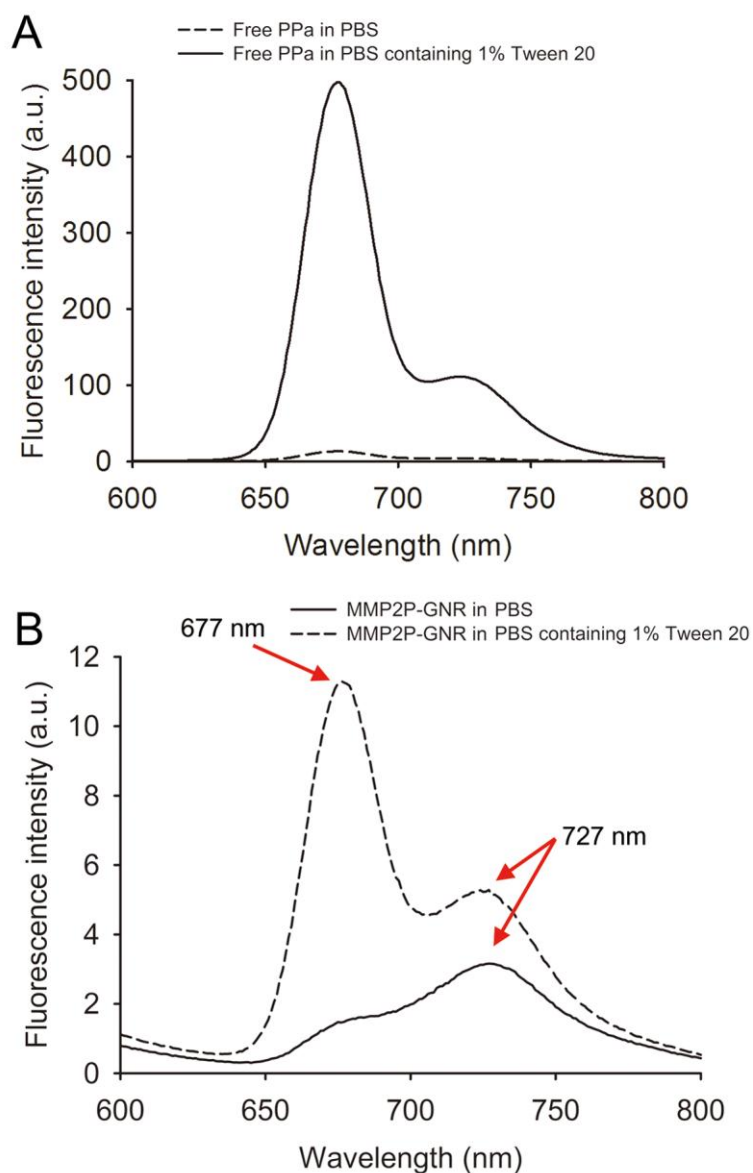 A
Free PPa in PBS
Free PPa in PBS containing 1% Tween 20
Fluorescence intensity (a.u.)
500
400
300
200
100
0
600 650 700 750 800
Wavelength (nm)
B
MMP2P-GNR in PBS
MMP2P-GNR in PBS containing 1% Tween 20
677 nm
727 nm
Fluorescence intensity (a.u.)
12
10
8
6
4
2
0
600 650 700 750 800
Wavelength (nm)